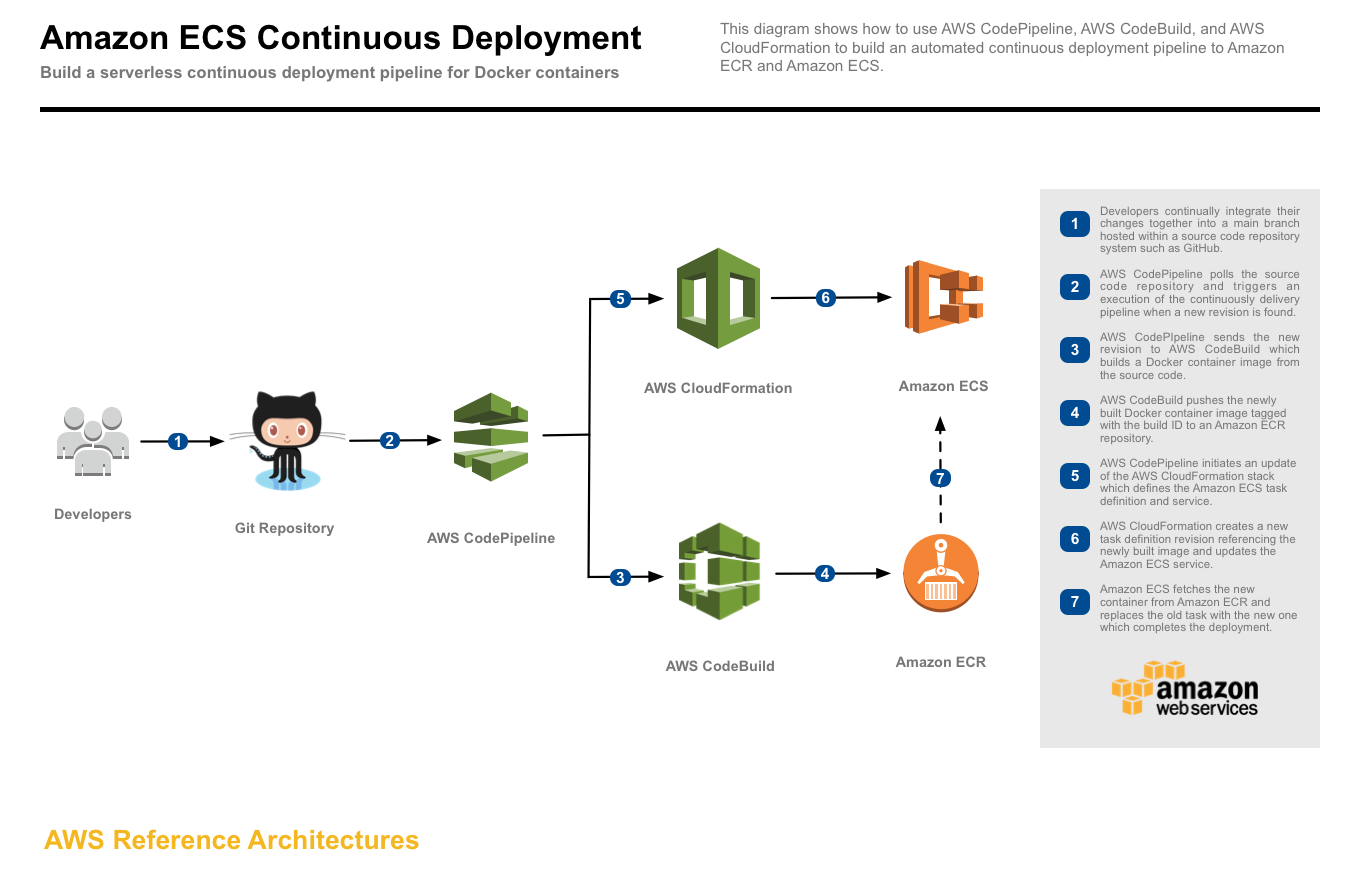 Amazon ECS Continuous Deployment
Build a serverless continuous deployment pipeline for Docker containers
This diagram shows how to use AWS CodePipeline, AWS CodeBuild, and AWS
CloudFormation to build an automated continuous deployment pipeline to Amazon
ECR and Amazon ECS.
Developers
1
Git Repository
2
AWS CodePipeline
5
AWS CloudFormation
6
Amazon ECS
3
AWS CodeBuild
4
Amazon ECR
7
1
Developers continually integrate their
changes together into a main branch
hosted within a source code repository
system such as GitHub.
2
AWS CodePipeline polls the source
code repository and triggers an
execution of the continuously delivery
pipeline when a new revision is found.
3
AWS CodePIpeline sends the new
revision to AWS CodeBuild which
builds a Docker container image from
the source code.
4
AWS CodeBuild pushes the newly
built Docker container image tagged
with the build ID to an Amazon ECR
repository.
5
AWS CodePipeline initiates an update
of the AWS CloudFormation stack
which defines the Amazon ECS task
definition and service.
6
AWS CloudFormation creates a new
task definition revision referencing the
newly built image and updates the
Amazon ECS service.
7
Amazon ECS fetches the new
container from Amazon ECR and
replaces the old task with the new one
which completes the deployment.
amazon
web services
AWS Reference Architectures